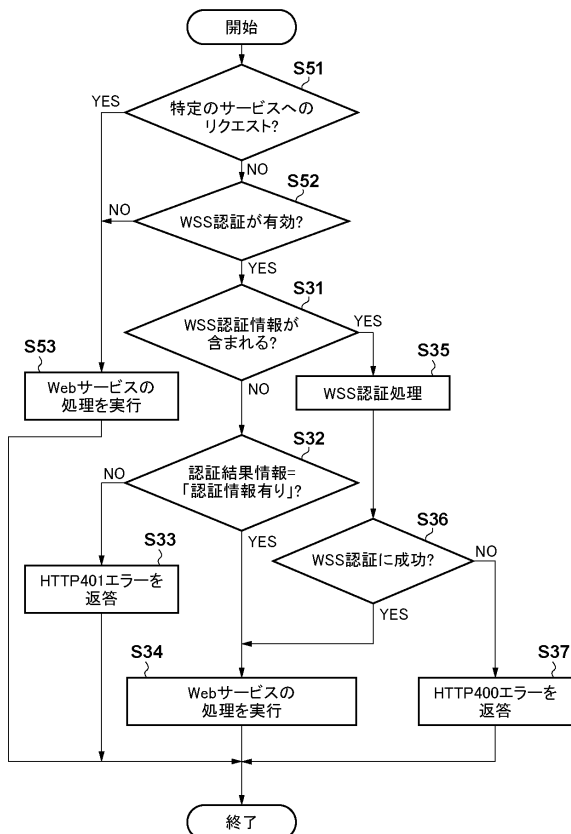 開始
S51
特定のサービスへの
リクエスト?
YES
NO
S52
WSS認証が有効?
NO
YES
S31
WSS認証情報が
含まれる?
YES
NO
S53
Webサービスの
処理を実行
S35
WSS認証処理
S32
認証結果情報=
「認証情報有り」?
NO
YES
S36
WSS認証に成功?
NO
YES
S33
HTTP401エラーを
返答
S34
Webサービスの
処理を実行
S37
HTTP400エラーを
返答
終了